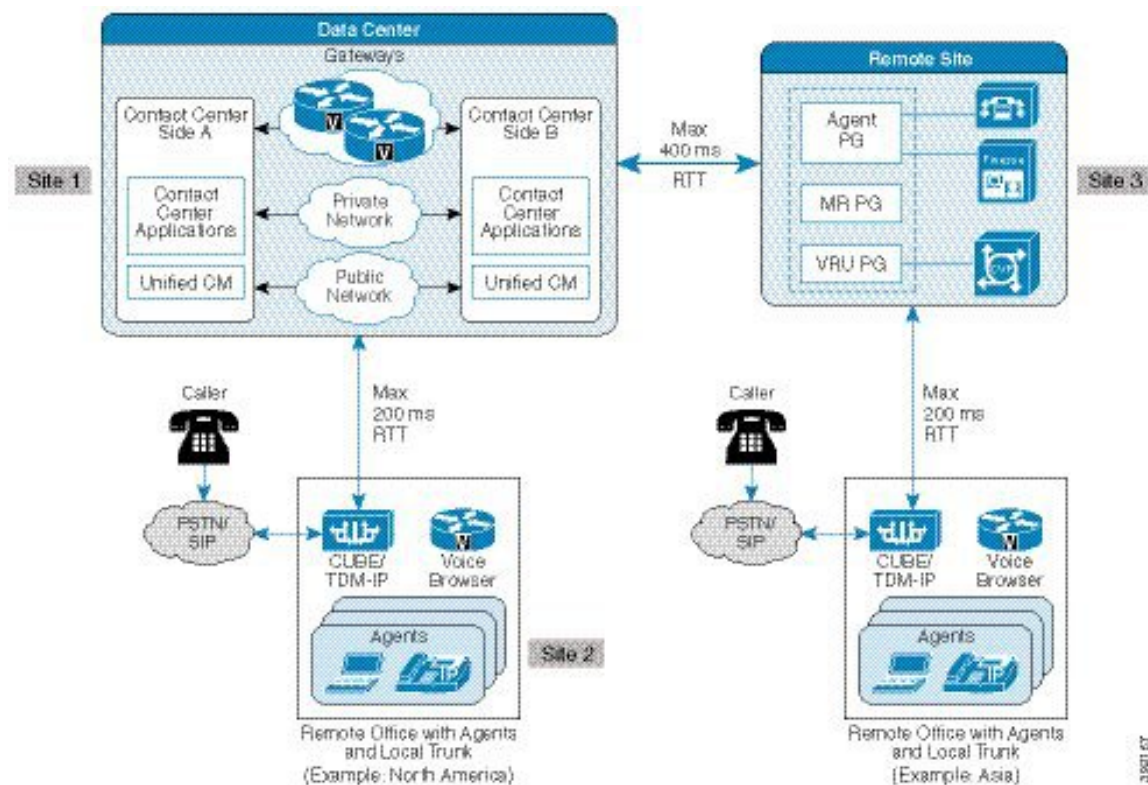 Data Center
Gateways
Contact Center
Side A
Contact Center
Side B
Contact
Center
Applications
Private
Network
Contact
Center
Applications
Unified CM
Public
Network
Unified CM
Site 1
Max
400 ms
RTT
Remote Site
Agent
PG
Finesse
MR PG
VRU PG
CVP
Site 3
Caller
Max
200 ms
RTT
PSTN/
SIP
CUBE/
TDM-IP
V
Voice
Browser
Agents
IP
Site 2
Remote Office with Agents
and Local Trunk
(Example: North America)
Caller
Max
200 ms
RTT
PSTN/
SIP
CUBE/
TDM-IP
V
Voice
Browser
Agents
IP
Remote Office with Agents
and Local Trunk
(Example: Asia)